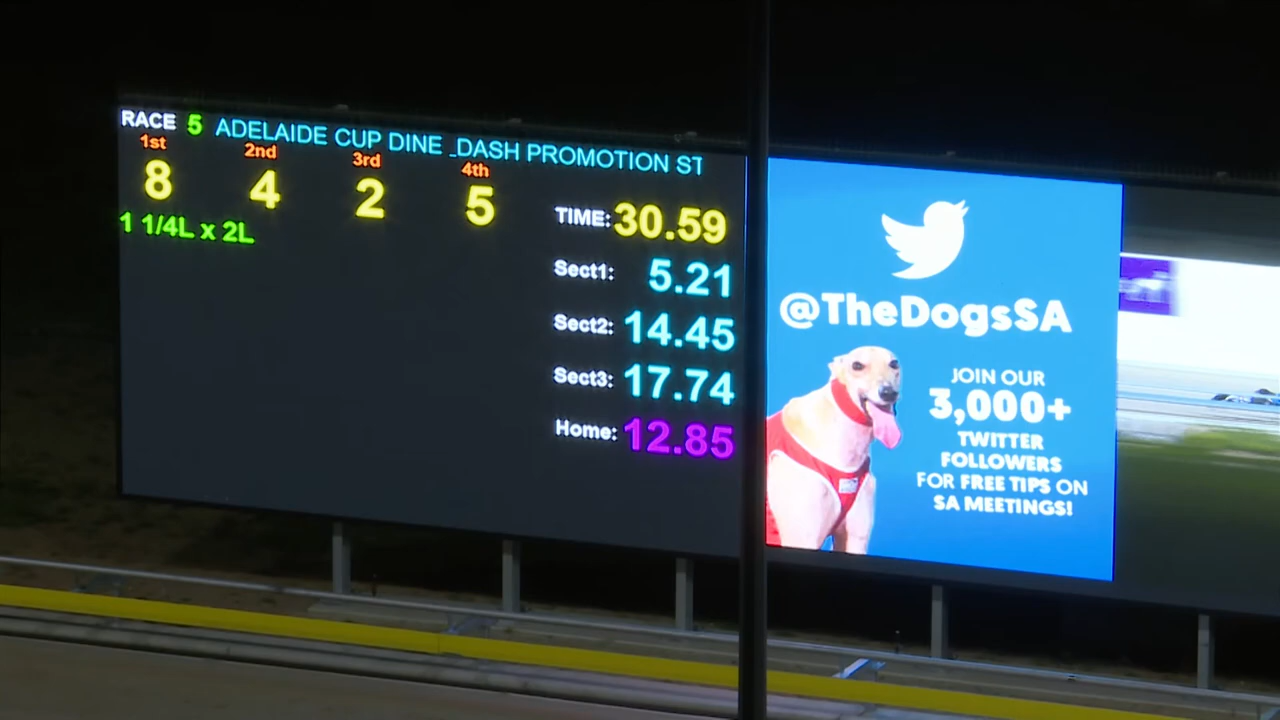 RACE 5 ADELAIDE CUP DINE _DASH PROMOTION ST
1st 2nd 3rd 4th
8 4 2 5
1 1/4L x 2L
TIME: 30.59
Sect1: 5.21
Sect2: 14.45
Sect3: 17.74
Home: 12.85
@TheDogsSA
JOIN OUR
3,000+
TWITTER
FOLLOWERS
FOR FREE TIPS ON
SA MEETINGS!